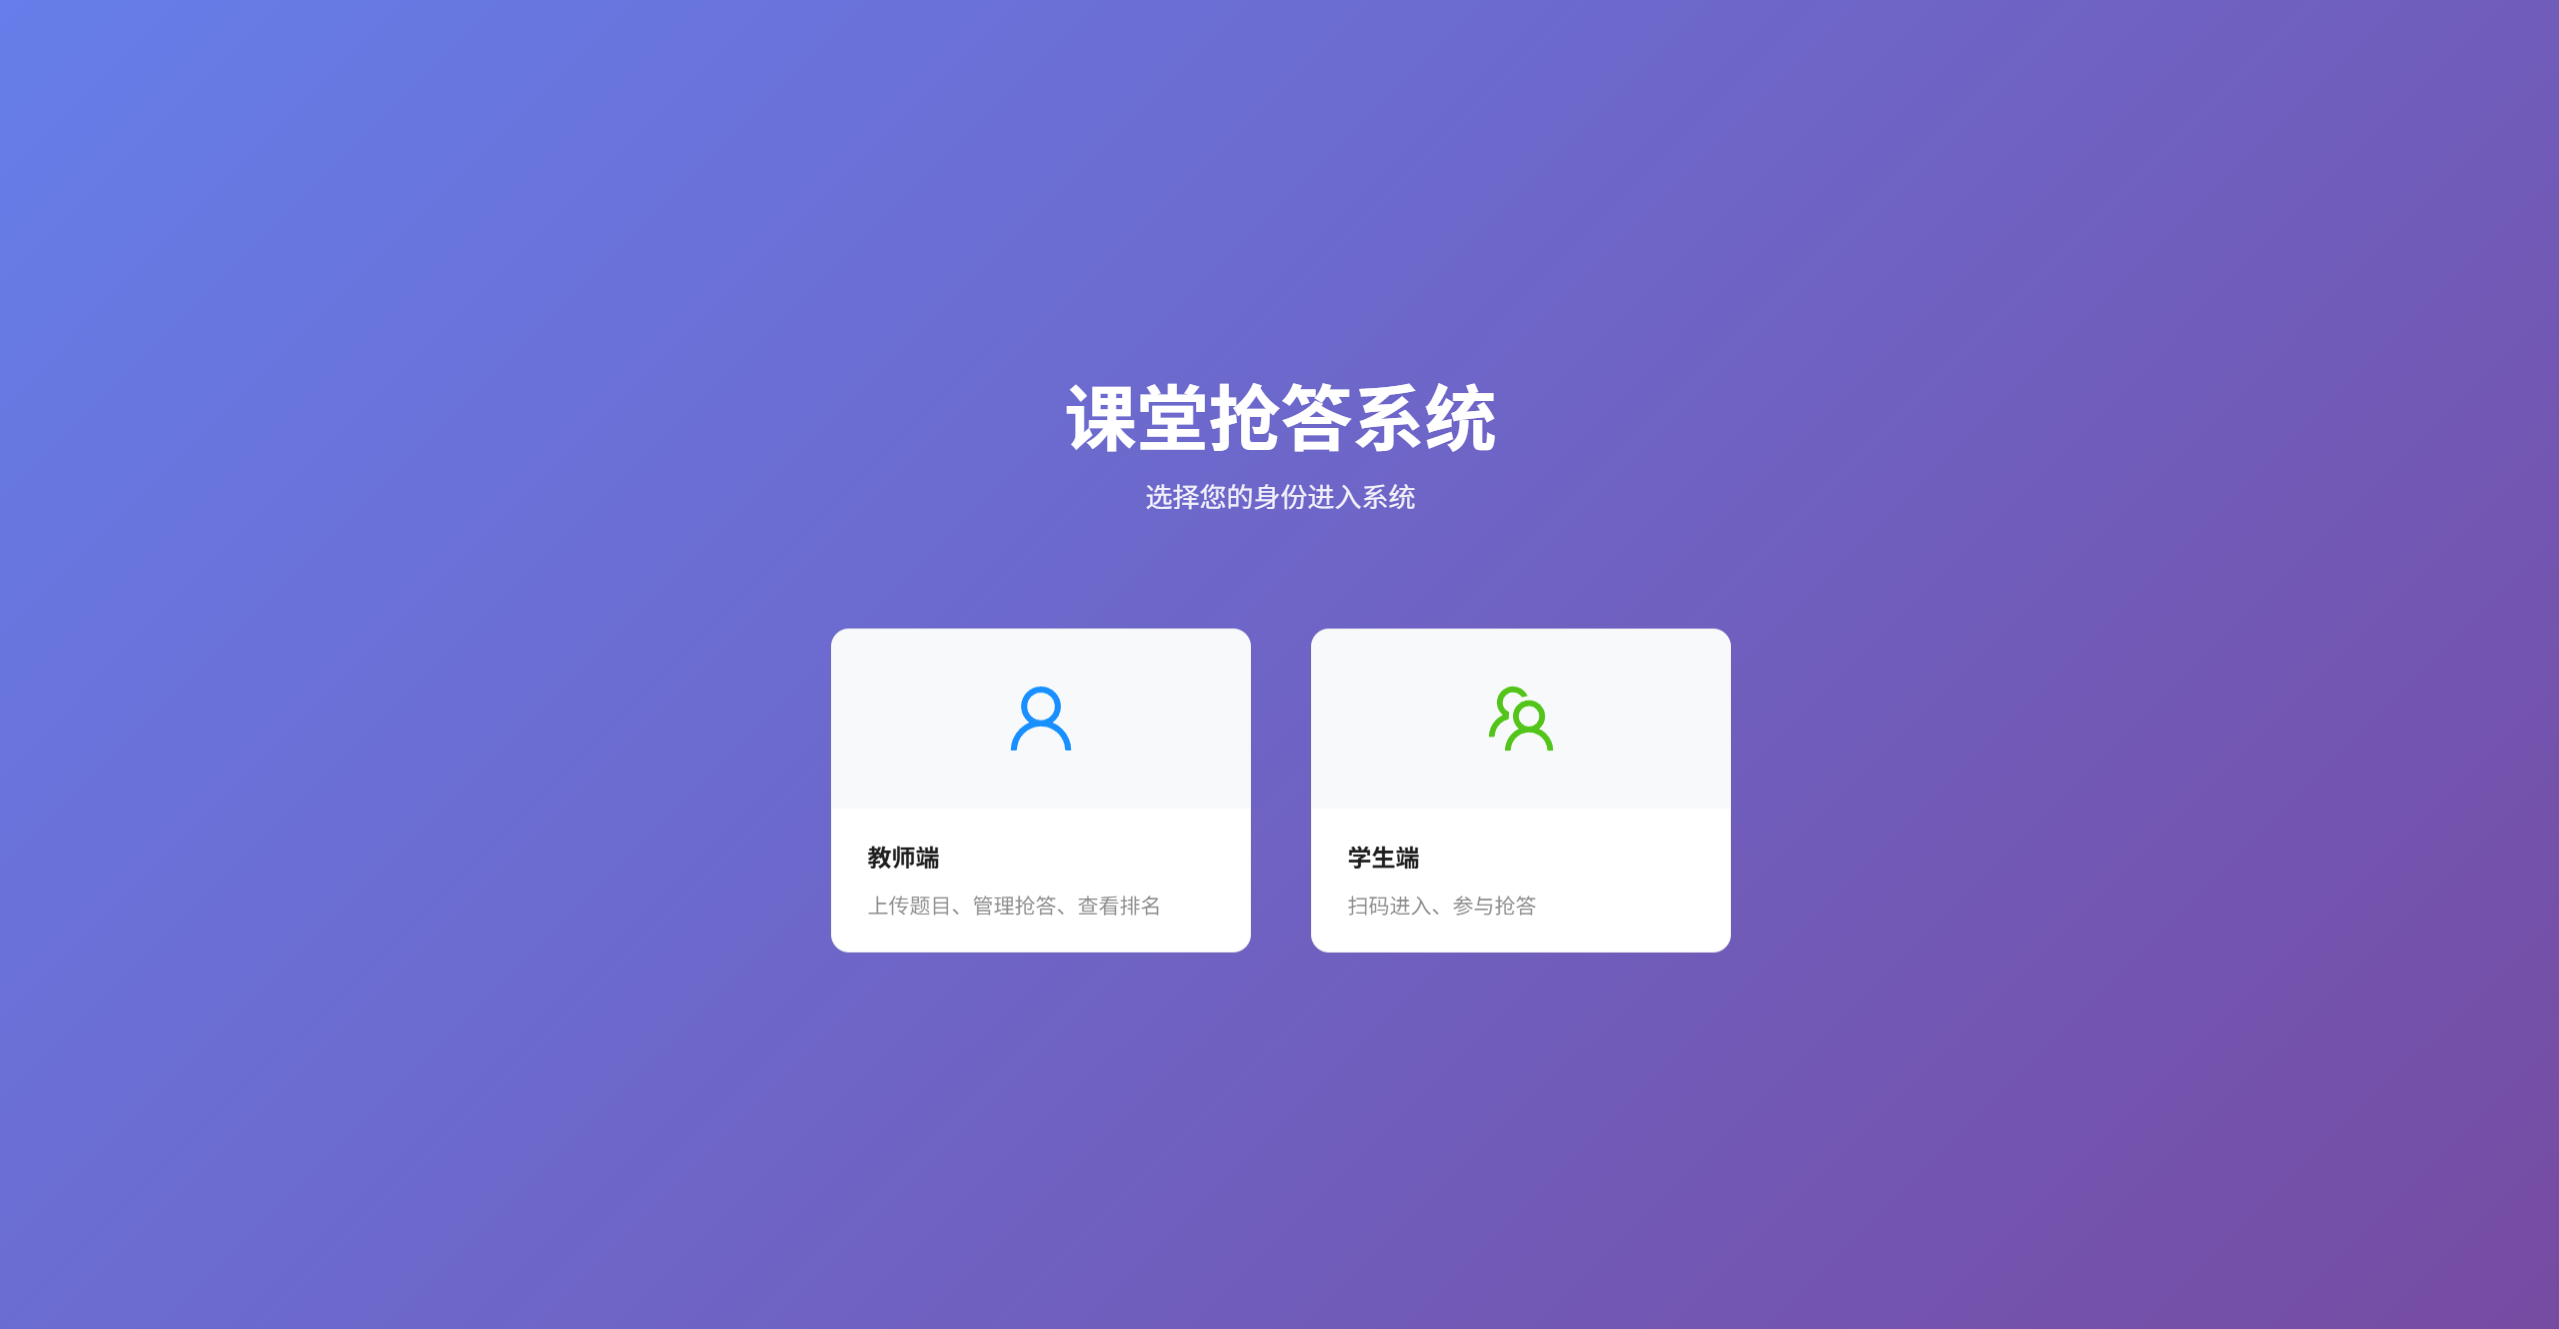 课堂抢答系统
选择您的身份进入系统
教师端
上传题目、管理抢答、查看排名
学生端
扫码进入、参与抢答